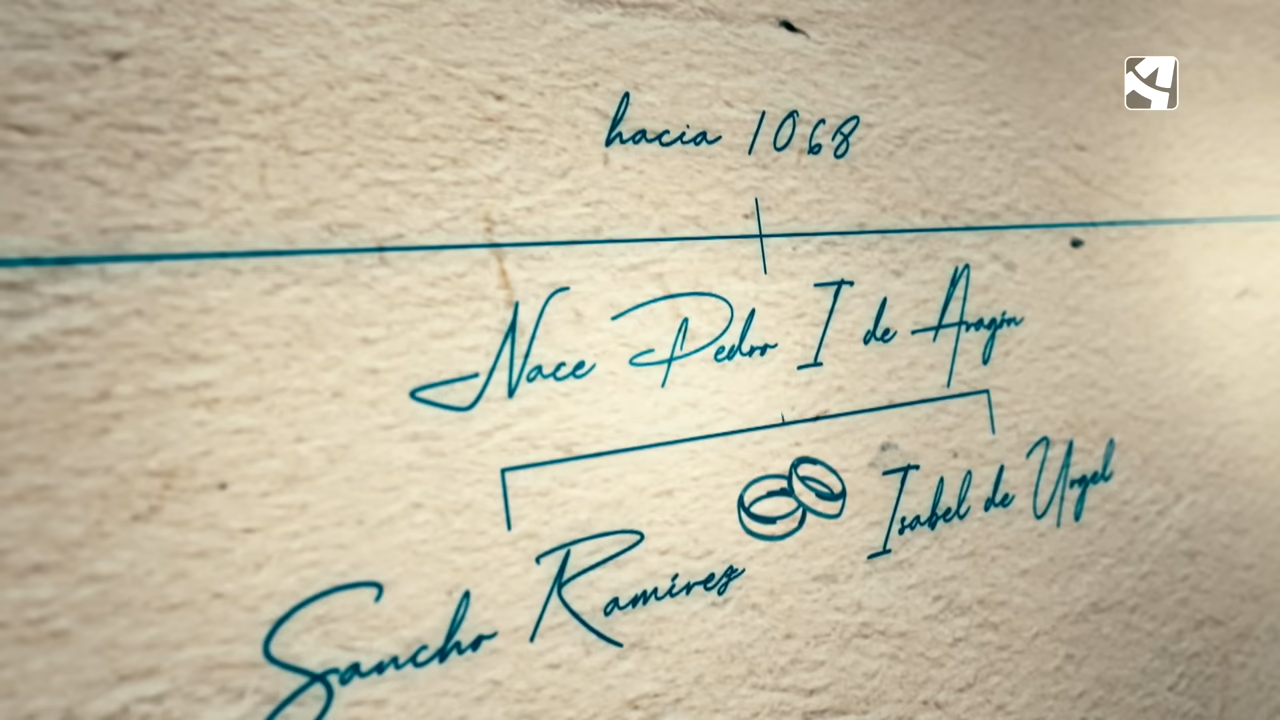 hacia 1068
Nace Pedro I de Aragón
Isabel de Urgel
Sancho Ramírez